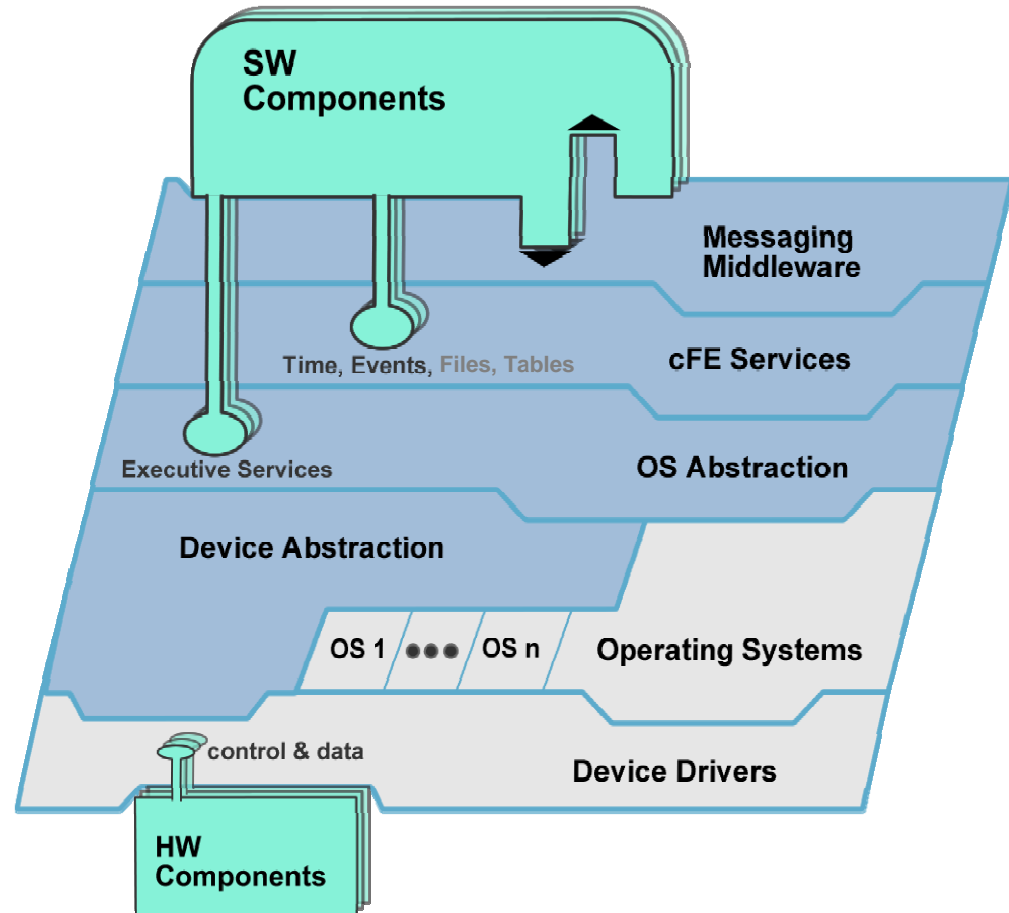 SW
Components
Messaging
Middleware
Time, Events, Files, Tables
cFE Services
Executive Services
OS Abstraction
Device Abstraction
OS 1
OS n
Operating Systems
control & data
Device Drivers
HW
Components